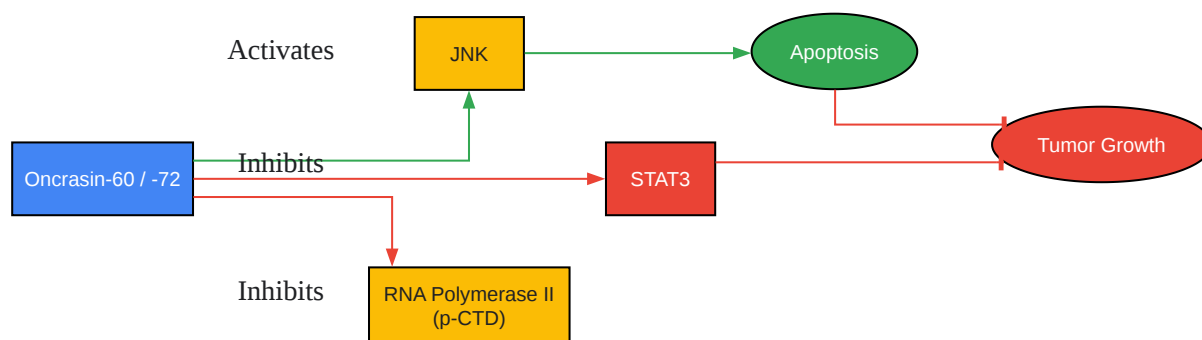 Activates
JNK
Apoptosis
Tumor Growth
Inhibits
Oncrasin-60 / -72
STAT3
Inhibits
RNA Polymerase II
(p-CTD)